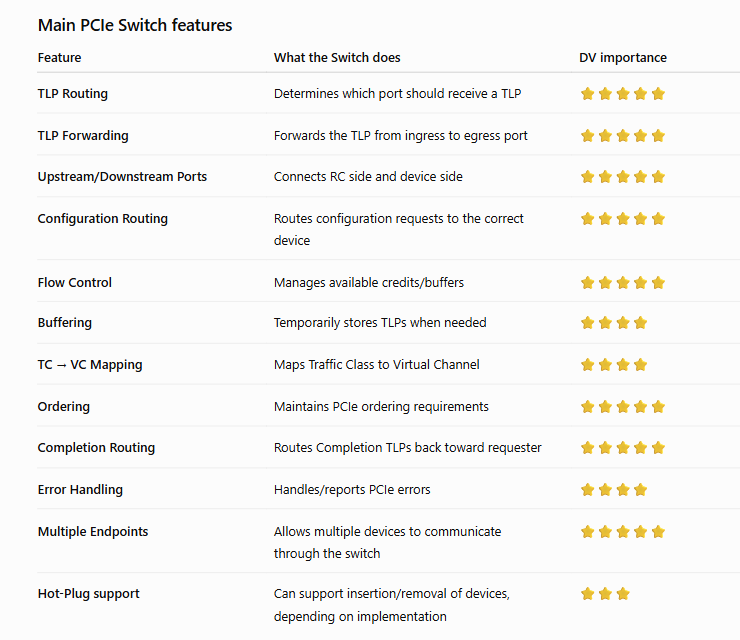 Main PCIe Switch features
Feature What the Switch does DV importance
TLP Routing Determines which port should receive a TLP ⭐⭐⭐⭐⭐
TLP Forwarding Forwards the TLP from ingress to egress port ⭐⭐⭐⭐⭐
Upstream/Downstream Ports Connects RC side and device side ⭐⭐⭐⭐⭐
Configuration Routing Routes configuration requests to the correct ⭐⭐⭐⭐⭐
device
Flow Control Manages available credits/buffers ⭐⭐⭐⭐⭐
Buffering Temporarily stores TLPs when needed ⭐⭐⭐⭐
TC → VC Mapping Maps Traffic Class to Virtual Channel ⭐⭐⭐⭐
Ordering Maintains PCIe ordering requirements ⭐⭐⭐⭐⭐
Completion Routing Routes Completion TLPs back toward requester ⭐⭐⭐⭐⭐
Error Handling Handles/reports PCIe errors ⭐⭐⭐⭐
Multiple Endpoints Allows multiple devices to communicate ⭐⭐⭐⭐⭐
through the switch
Hot-Plug support Can support insertion/removal of devices, ⭐⭐⭐
depending on implementation